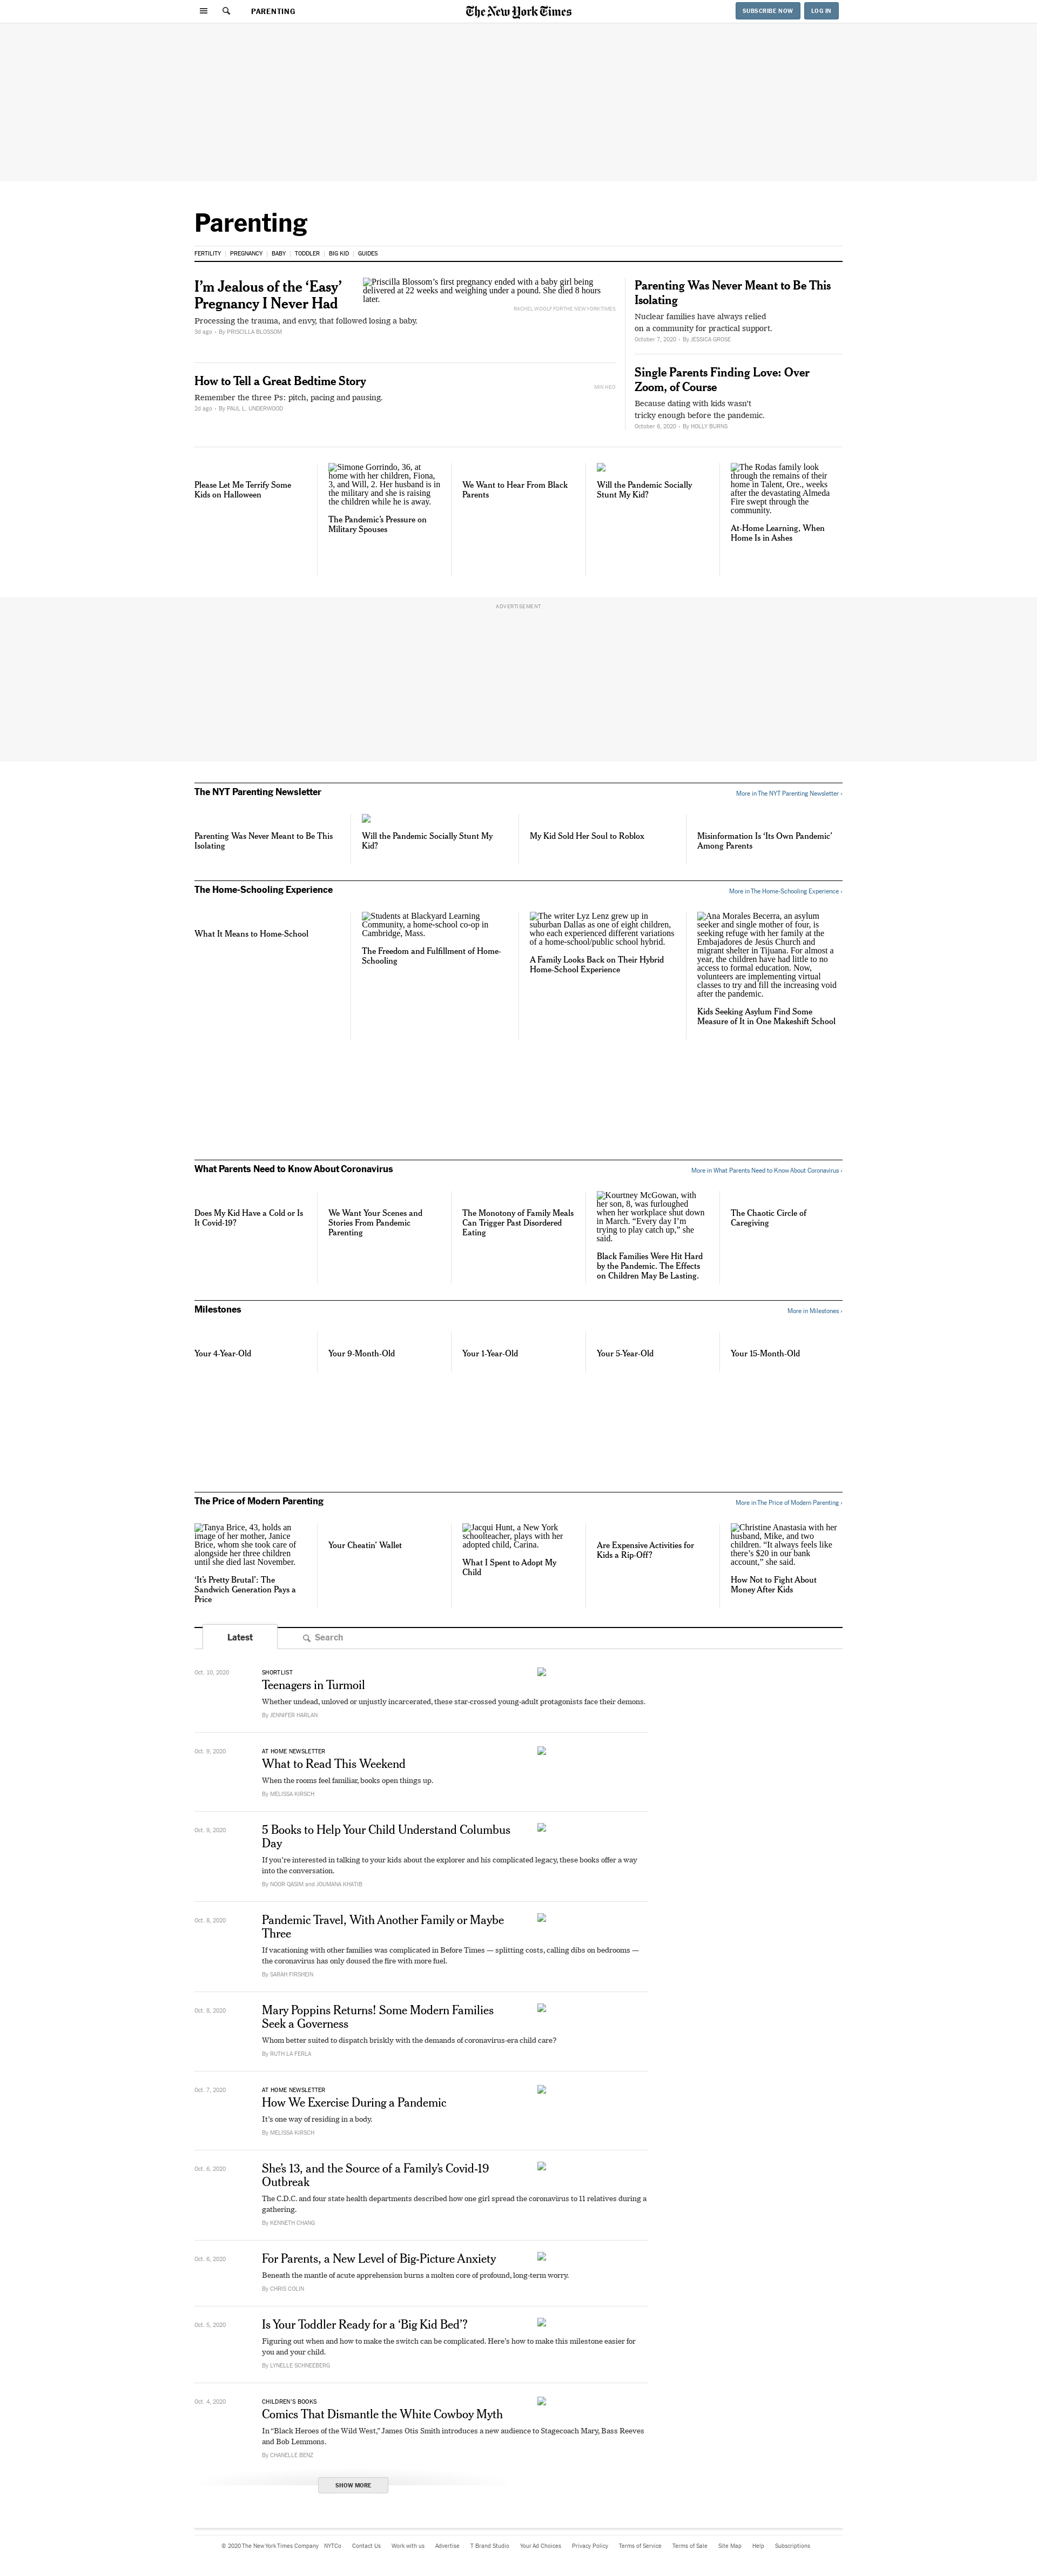 PARENTING
The New York Times
SUBSCRIBE NOW
LOG IN
Parenting
FERTILITY
PREGNANCY
BABY
TODDLER
BIG KID
GUIDES
I’m Jealous of the ‘Easy’
Pregnancy I Never Had
Processing the trauma, and envy, that followed losing a baby.
3d ago • By PRISCILLA BLOSSOM
Priscilla Blossom’s first pregnancy ended with a baby girl being
delivered at 22 weeks and weighing under a pound. She died 8 hours
later.
RACHEL WOOLF FOR THE NEW YORK TIMES
How to Tell a Great Bedtime Story
Remember the three Ps: pitch, pacing and pausing.
2d ago • By PAUL L. UNDERWOOD
MIN HEO
Parenting Was Never Meant to Be This
Isolating
Nuclear families have always relied
on a community for practical support.
October 7, 2020 • By JESSICA GROSE
Single Parents Finding Love: Over
Zoom, of Course
Because dating with kids wasn’t
tricky enough before the pandemic.
October 6, 2020 • By HOLLY BURNS
Please Let Me Terrify Some
Kids on Halloween
Simone Gorrindo, 36, at
home with her children, Fiona,
3, and Will, 2. Her husband is in
the military and she is raising
the children while he is away.
The Pandemic’s Pressure on
Military Spouses
We Want to Hear From Black
Parents
Will the Pandemic Socially
Stunt My Kid?
The Rodas family look
through the remains of their
home in Talent, Ore., weeks
after the devastating Almeda
Fire swept through the
community.
At-Home Learning, When
Home Is in Ashes
ADVERTISEMENT
The NYT Parenting Newsletter
More in The NYT Parenting Newsletter ›
Parenting Was Never Meant to Be This
Isolating
Will the Pandemic Socially Stunt My
Kid?
My Kid Sold Her Soul to Roblox
Misinformation Is ‘Its Own Pandemic’
Among Parents
The Home-Schooling Experience
More in The Home-Schooling Experience ›
What It Means to Home-School
Students at Blackyard Learning
Community, a home-school co-op in
Cambridge, Mass.
The Freedom and Fulfillment of Home-
Schooling
The writer Lyz Lenz grew up in
suburban Dallas as one of eight children,
who each experienced different variations
of a home-school/public school hybrid.
A Family Looks Back on Their Hybrid
Home-School Experience
Ana Morales Becerra, an asylum
seeker and single mother of four, is
seeking refuge with her family at the
Embajadores de Jesús Church and
migrant shelter in Tijuana. For almost a
year, the children have had little to no
access to formal education. Now,
volunteers are implementing virtual
classes to try and fill the increasing void
after the pandemic.
Kids Seeking Asylum Find Some
Measure of It in One Makeshift School
What Parents Need to Know About Coronavirus
More in What Parents Need to Know About Coronavirus ›
Does My Kid Have a Cold or Is
It Covid-19?
We Want Your Scenes and
Stories From Pandemic
Parenting
The Monotony of Family Meals
Can Trigger Past Disordered
Eating
Kourtney McGowan, with
her son, 8, was furloughed
when her workplace shut down
in March. “Every day I’m
trying to play catch up,” she
said.
Black Families Were Hit Hard
by the Pandemic. The Effects
on Children May Be Lasting.
The Chaotic Circle of
Caregiving
Milestones
More in Milestones ›
Your 4-Year-Old
Your 9-Month-Old
Your 1-Year-Old
Your 5-Year-Old
Your 15-Month-Old
The Price of Modern Parenting
More in The Price of Modern Parenting ›
Tanya Brice, 43, holds an
image of her mother, Janice
Brice, whom she took care of
alongside her three children
until she died last November.
‘It’s Pretty Brutal’: The
Sandwich Generation Pays a
Price
Your Cheatin’ Wallet
Jacqui Hunt, a New York
schoolteacher, plays with her
adopted child, Carina.
What I Spent to Adopt My
Child
Are Expensive Activities for
Kids a Rip-Off?
Christine Anastasia with her
husband, Mike, and two
children. “It always feels like
there’s $20 in our bank
account,” she said.
How Not to Fight About
Money After Kids
Latest
Search
Oct. 10, 2020
SHORTLIST
Teenagers in Turmoil
Whether undead, unloved or unjustly incarcerated, these star-crossed young-adult protagonists face their demons.
By JENNIFER HARLAN
Oct. 9, 2020
AT HOME NEWSLETTER
What to Read This Weekend
When the rooms feel familiar, books open things up.
By MELISSA KIRSCH
Oct. 9, 2020
5 Books to Help Your Child Understand Columbus
Day
If you’re interested in talking to your kids about the explorer and his complicated legacy, these books offer a way
into the conversation.
By NOOR QASIM and JOUMANA KHATIB
Oct. 8, 2020
Pandemic Travel, With Another Family or Maybe
Three
If vacationing with other families was complicated in Before Times — splitting costs, calling dibs on bedrooms —
the coronavirus has only doused the fire with more fuel.
By SARAH FIRSHEIN
Oct. 8, 2020
Mary Poppins Returns! Some Modern Families
Seek a Governess
Whom better suited to dispatch briskly with the demands of coronavirus-era child care?
By RUTH LA FERLA
Oct. 7, 2020
AT HOME NEWSLETTER
How We Exercise During a Pandemic
It’s one way of residing in a body.
By MELISSA KIRSCH
Oct. 6, 2020
She’s 13, and the Source of a Family’s Covid-19
Outbreak
The C.D.C. and four state health departments described how one girl spread the coronavirus to 11 relatives during a
gathering.
By KENNETH CHANG
Oct. 6, 2020
For Parents, a New Level of Big-Picture Anxiety
Beneath the mantle of acute apprehension burns a molten core of profound, long-term worry.
By CHRIS COLIN
Oct. 5, 2020
Is Your Toddler Ready for a ‘Big Kid Bed’?
Figuring out when and how to make the switch can be complicated. Here’s how to make this milestone easier for
you and your child.
By LYNELLE SCHNEEBERG
Oct. 4, 2020
CHILDREN’S BOOKS
Comics That Dismantle the White Cowboy Myth
In “Black Heroes of the Wild West,” James Otis Smith introduces a new audience to Stagecoach Mary, Bass Reeves
and Bob Lemmons.
By CHANELLE BENZ
SHOW MORE
© 2020 The New York Times Company
NYTCo
Contact Us
Work with us
Advertise
T Brand Studio
Your Ad Choices
Privacy Policy
Terms of Service
Terms of Sale
Site Map
Help
Subscriptions